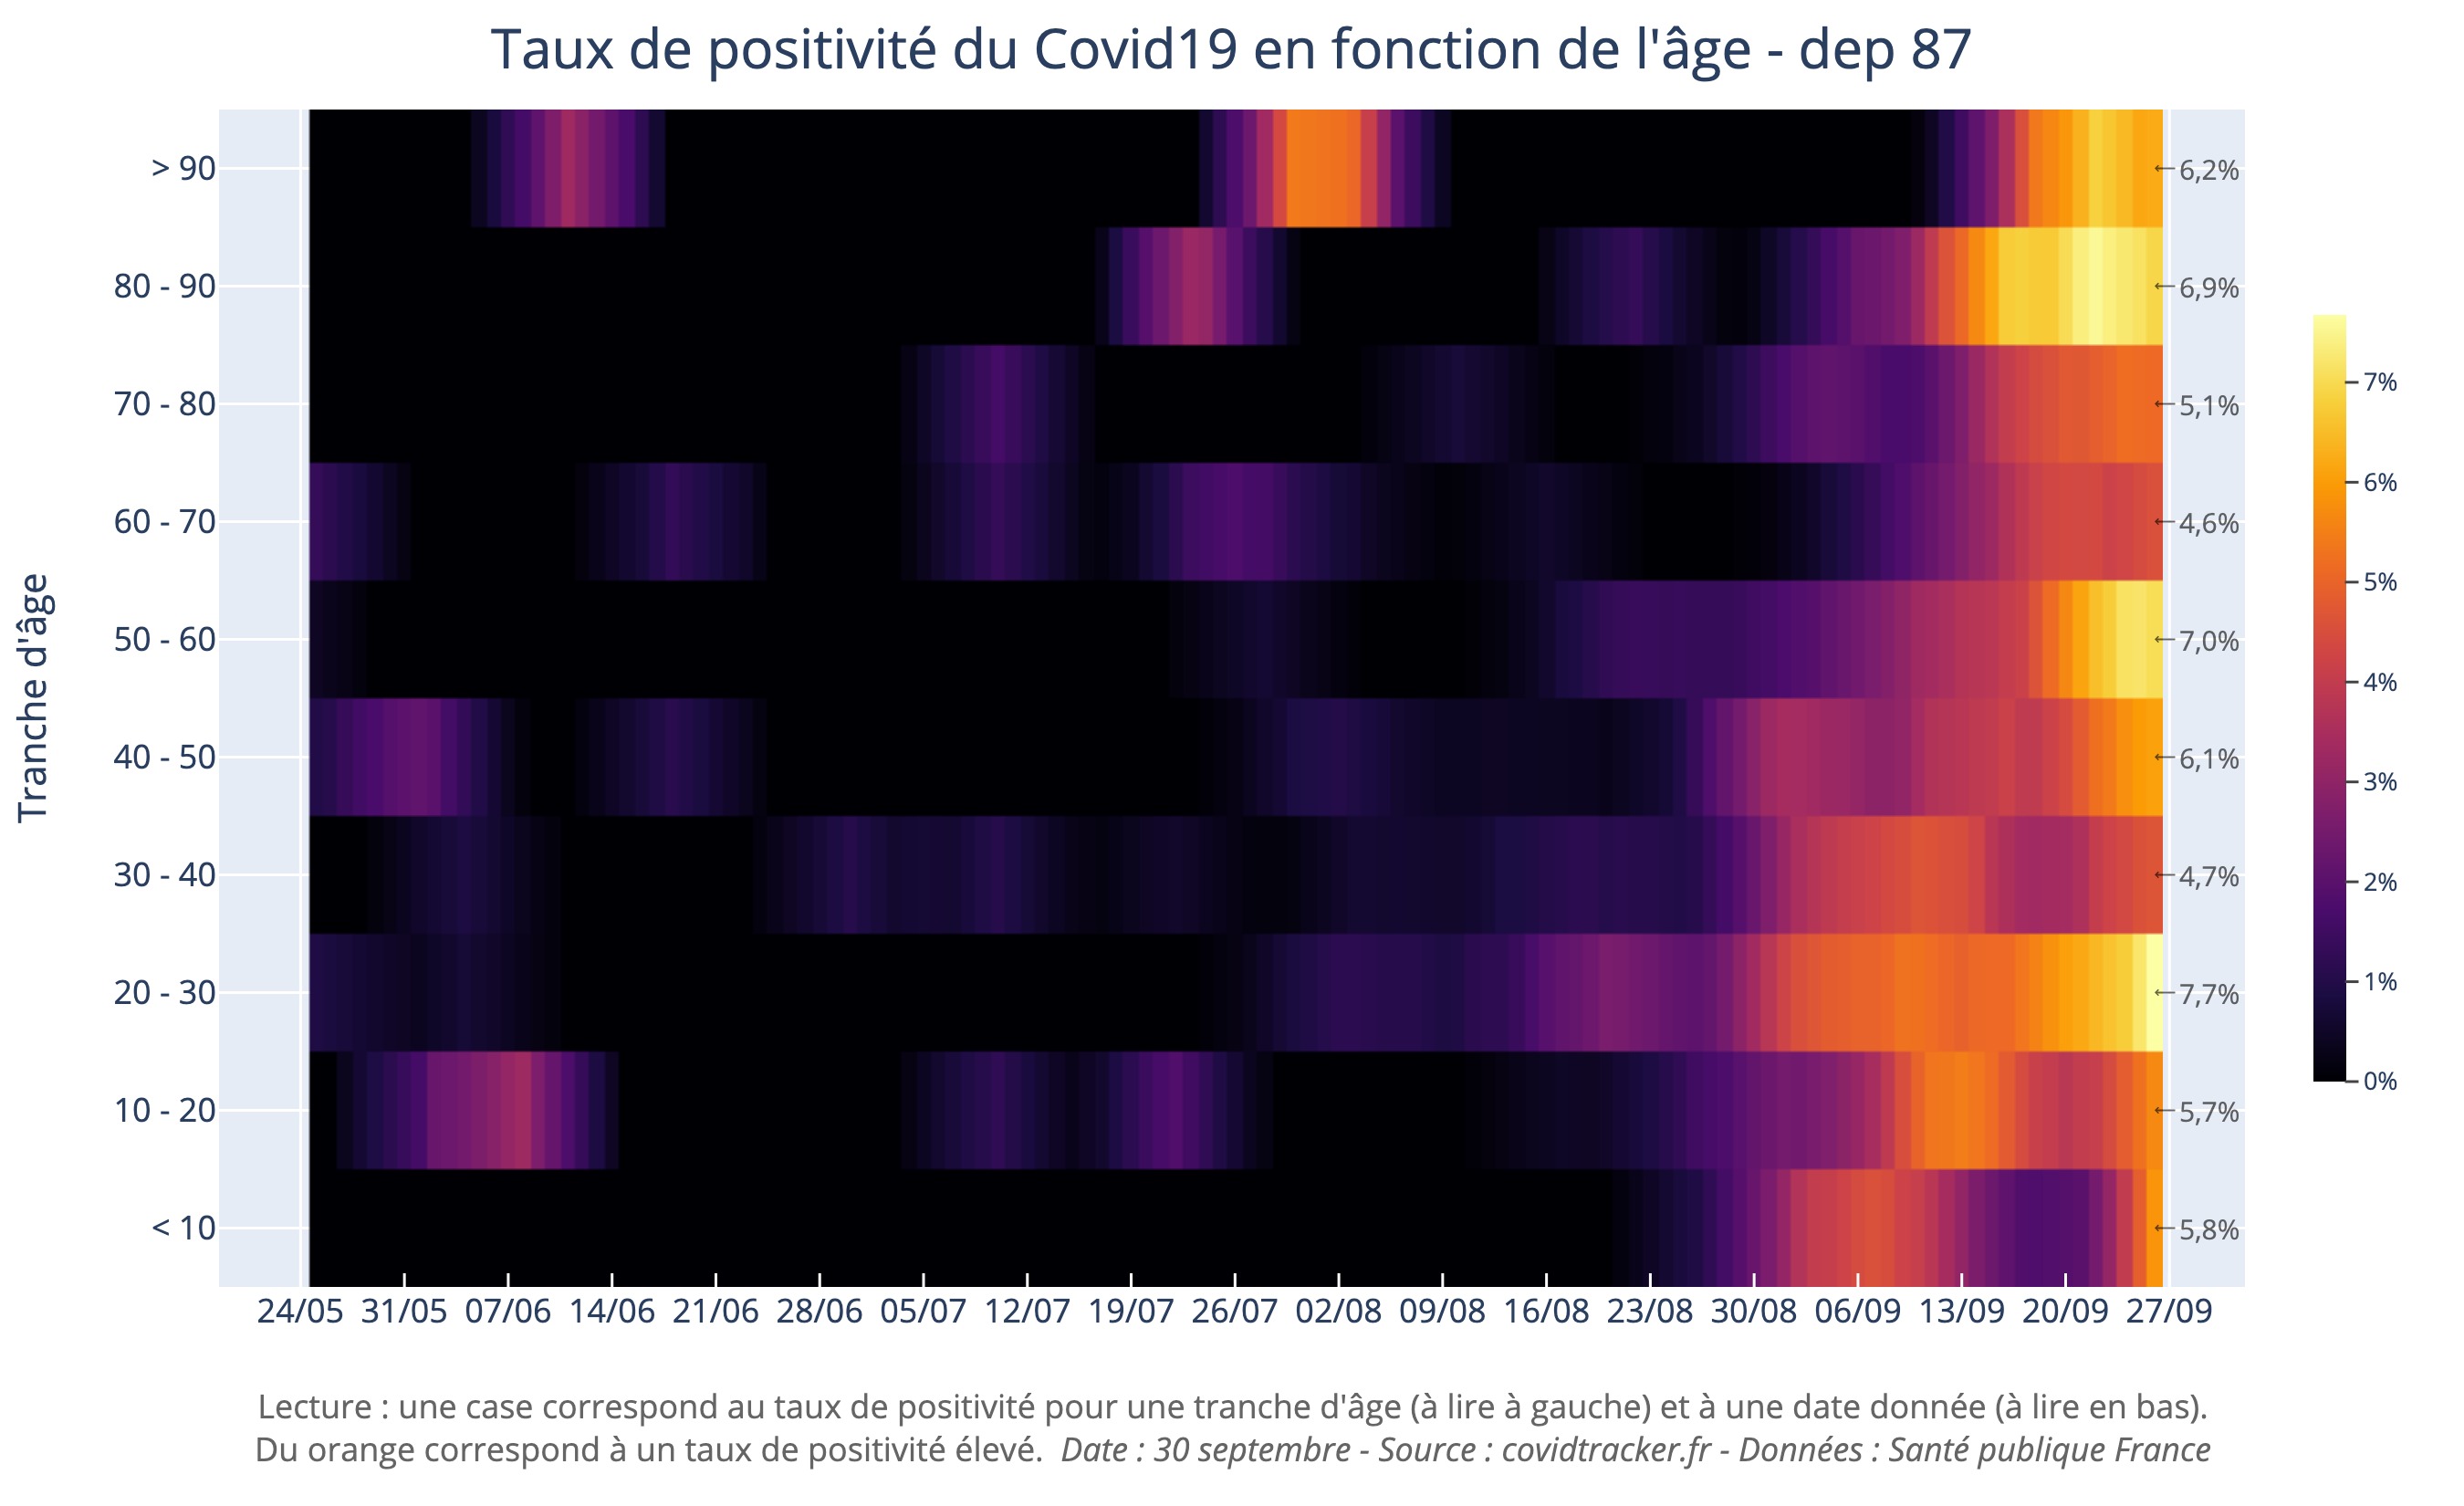 Taux de positivité du Covid19 en fonction de l'âge - dep 87
Tranche d'âge
> 90
80 - 90
70 - 80
60 - 70
50 - 60
40 - 50
30 - 40
20 - 30
10 - 20
< 10
6,2%
6,9%
5,1%
4,6%
7,0%
6,1%
4,7%
7,7%
5,7%
5,8%
7%
6%
5%
4%
3%
2%
1%
0%
24/05 31/05 07/06 14/06 21/06 28/06 05/07 12/07 19/07 26/07 02/08 09/08 16/08 23/08 30/08 06/09 13/09 20/09 27/09
Lecture : une case correspond au taux de positivité pour une tranche d'âge (à lire à gauche) et à une date donnée (à lire en bas).
Du orange correspond à un taux de positivité élevé. Date : 30 septembre - Source : covidtracker.fr - Données : Santé publique France